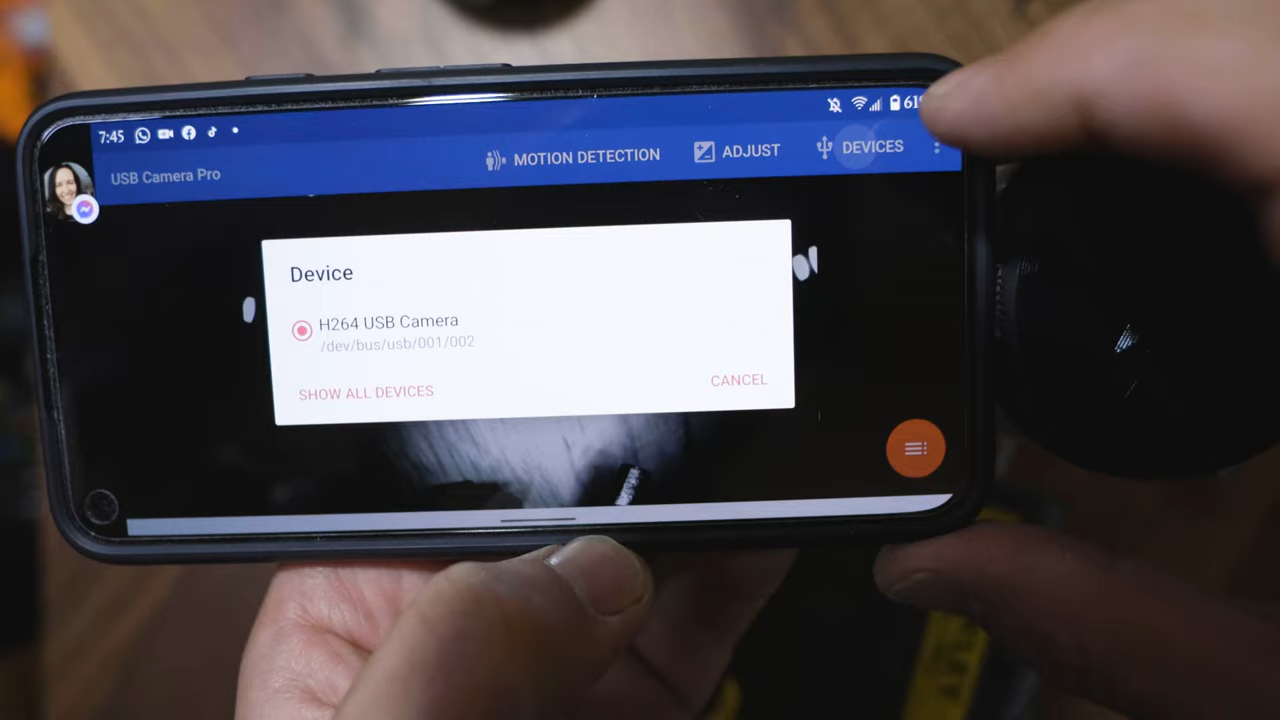 7:45
61
USB Camera Pro
MOTION DETECTION
ADJUST
DEVICES
Device
H264 USB Camera
/dev/bus/usb/001/002
SHOW ALL DEVICES
CANCEL